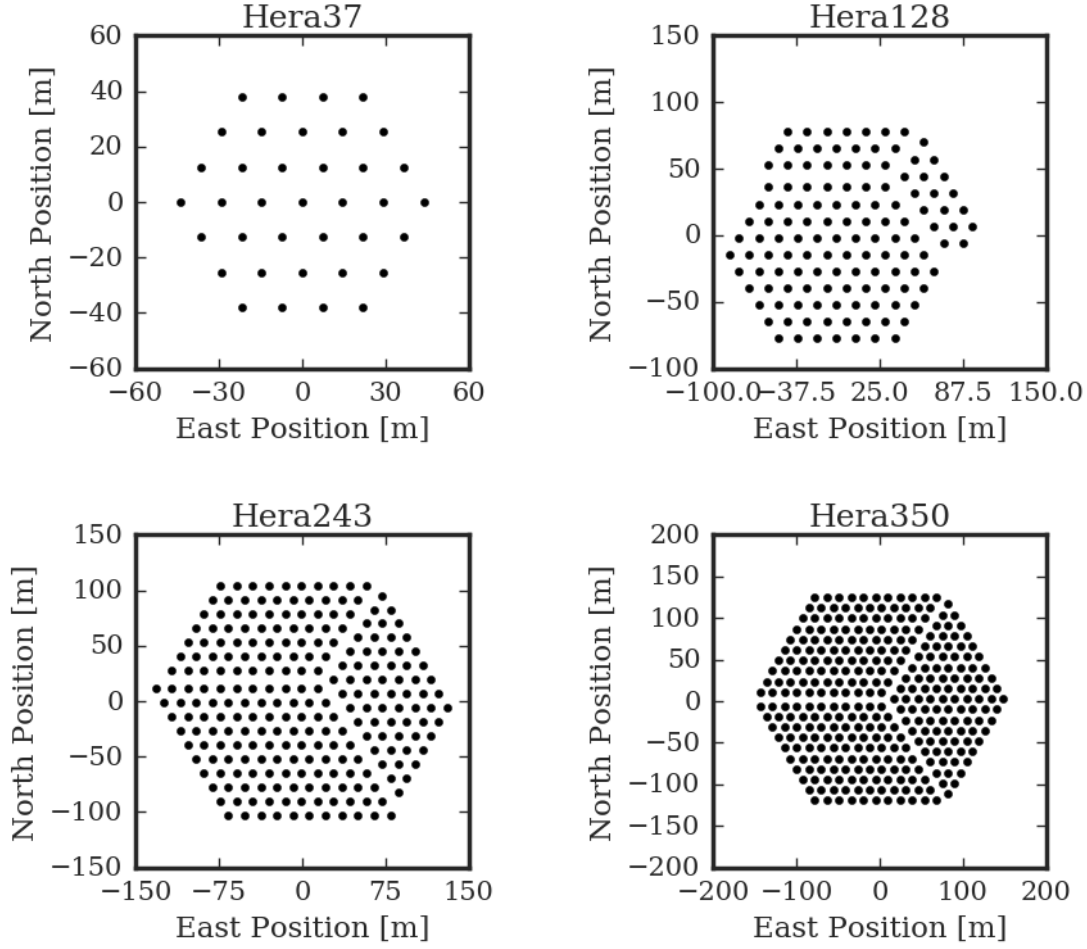 Hera37
60
40
20
0
−20
−40
−60
−60 −30 0 30 60
North Position [m]
East Position [m]
Hera128
150
100
50
0
−50
−100
−100.0 −37.5 25.0 87.5 150.0
North Position [m]
East Position [m]
Hera243
150
100
50
0
−50
−100
−150
−150 −75 0 75 150
North Position [m]
East Position [m]
Hera350
200
150
100
50
0
−50
−100
−150
−200
−200 −100 0 100 200
North Position [m]
East Position [m]